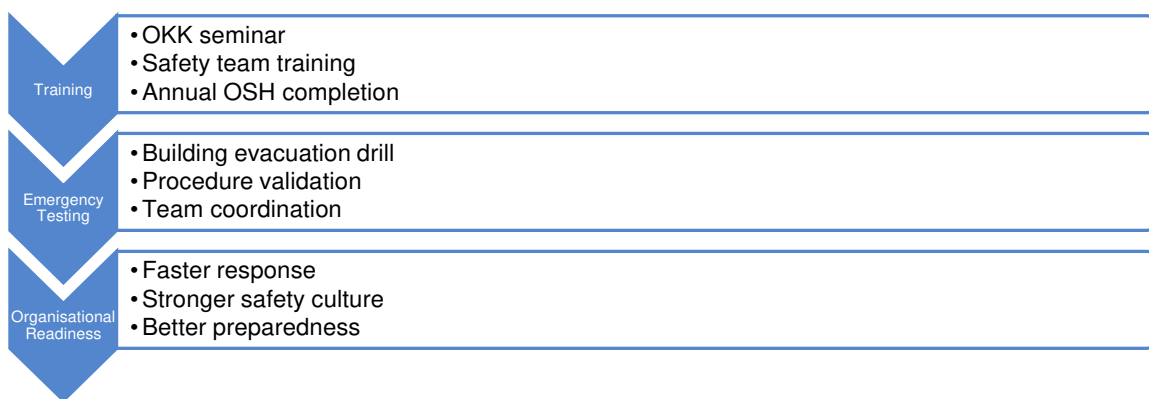 Training
• OKK seminar
• Safety team training
• Annual OSH completion
Emergency
Testing
• Building evacuation drill
• Procedure validation
• Team coordination
Organisational
Readiness
• Faster response
• Stronger safety culture
• Better preparedness